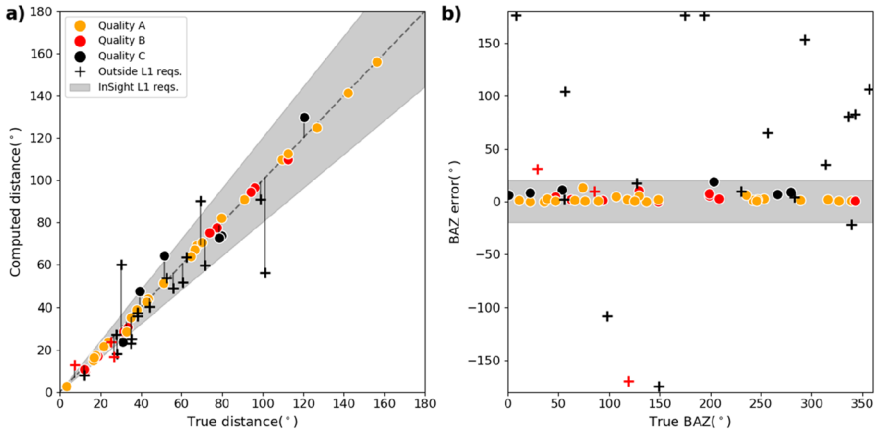 a)
180
160
140
120
100
80
60
40
20
0
Computed distance(°)
Quality A
Quality B
Quality C
Outside L1 reqs.
InSight L1 reqs.
0 20 40 60 80 100 120 140 160 180
True distance(°)
b)
150
100
50
0
−50
−100
−150
BAZ error(°)
0 50 100 150 200 250 300 350
True BAZ(°)